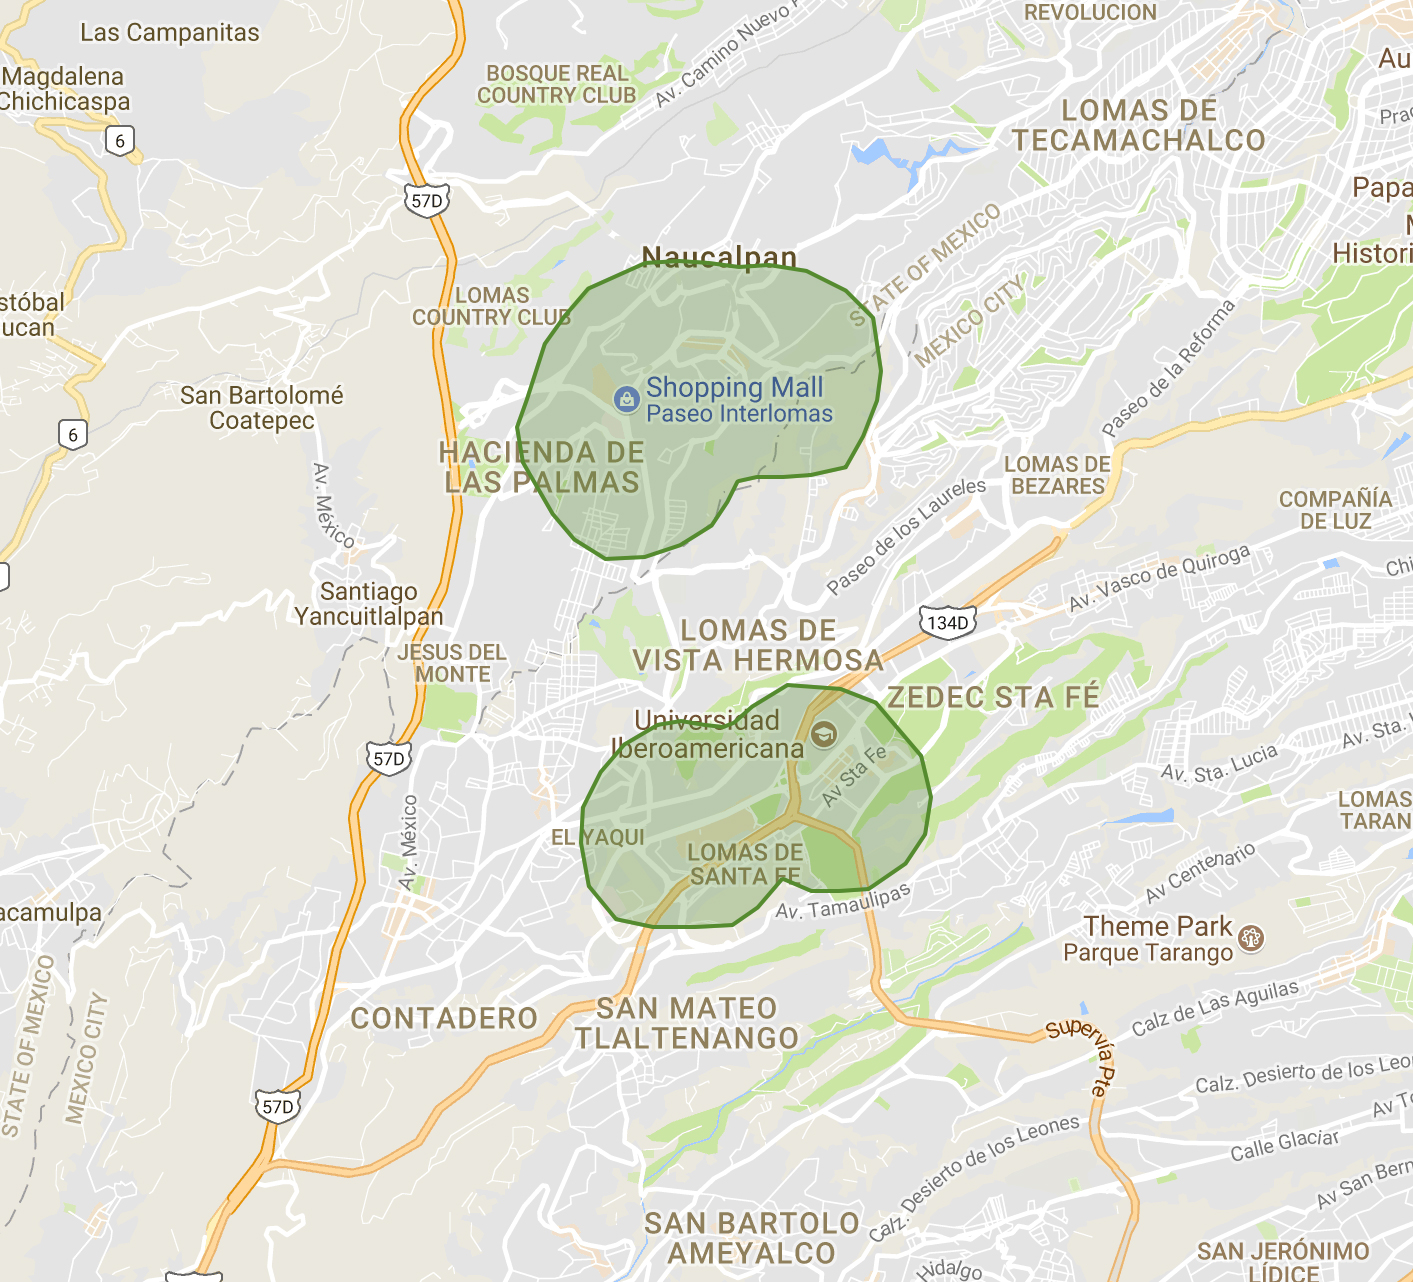 Las Campanitas
REVOLUCION
Magdalena
Chichicaspa
6
BOSQUE REAL
COUNTRY CLUB
Av. Camino Nuevo
Au
LOMAS DE
TECAMACHALCO
57D
Papa
Naucalpan
STATE OF MEXICO
MEXICO CITY
Histori
stóbal
ucan
LOMAS
COUNTRY CLUB
Paseo de la Reforma
San Bartolomé
Coatepec
Shopping Mall
Paseo Interlomas
6
HACIENDA DE
LAS PALMAS
LOMAS DE
BEZARES
COMPAÑÍA
DE LUZ
Av. México
Paseo de los Laureles
Av. Vasco de Quiroga
Chi
Santiago
Yancuitlalpan
134D
LOMAS DE
VISTA HERMOSA
JESUS DEL
MONTE
ZEDEC STA FÉ
Universidad
Iberoamericana
57D
Av Sta Fe
Av. Sta.
Av. Sta. Lucia
LOMAS
TARAN
Av. México
EL YAQUI
LOMAS DE
SANTA FE
Av Centenario
Av. Tamaulipas
acamulpa
Theme Park
Parque Tarango
STATE OF MEXICO
MEXICO CITY
CONTADERO
SAN MATEO
TLALTENANGO
Calz de Las Aguilas
Supervía Pte
57D
Calz. Desierto de los Leo
Av To
Calz. Desierto de los Leones
Calle Glaciar
Av San Bern
SAN BARTOLO
AMEYALCO
SAN JERÓNIMO
LÍDICE
Hidalgo